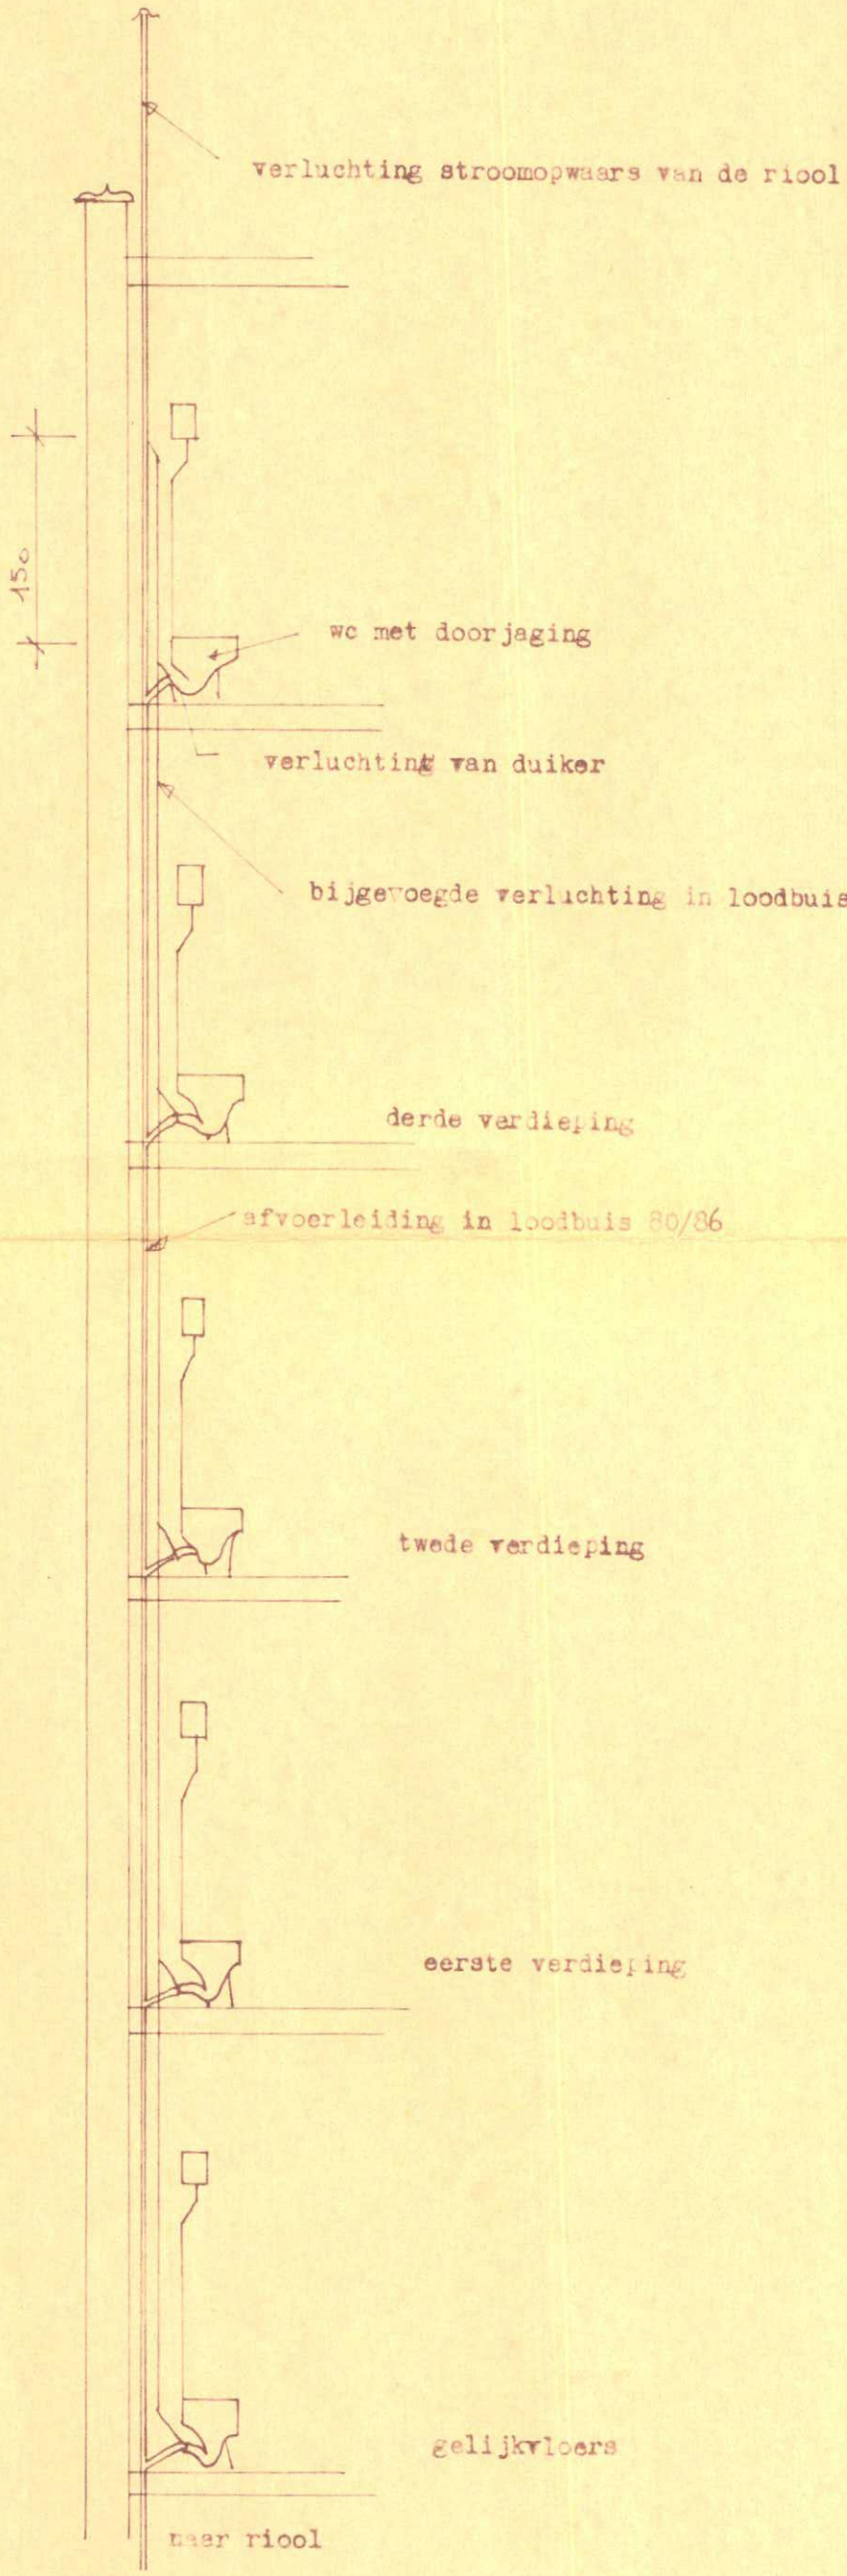 verluchting stroomopwaars van de riool
150
wc met doorjaging
verluchting van duiker
bijgevoegde verluchting in loodbuis
derde verdieping
afvoerleiding in loodbuis 80/86
twede verdieping
eerste verdieping
gelijkvloers
naar riool